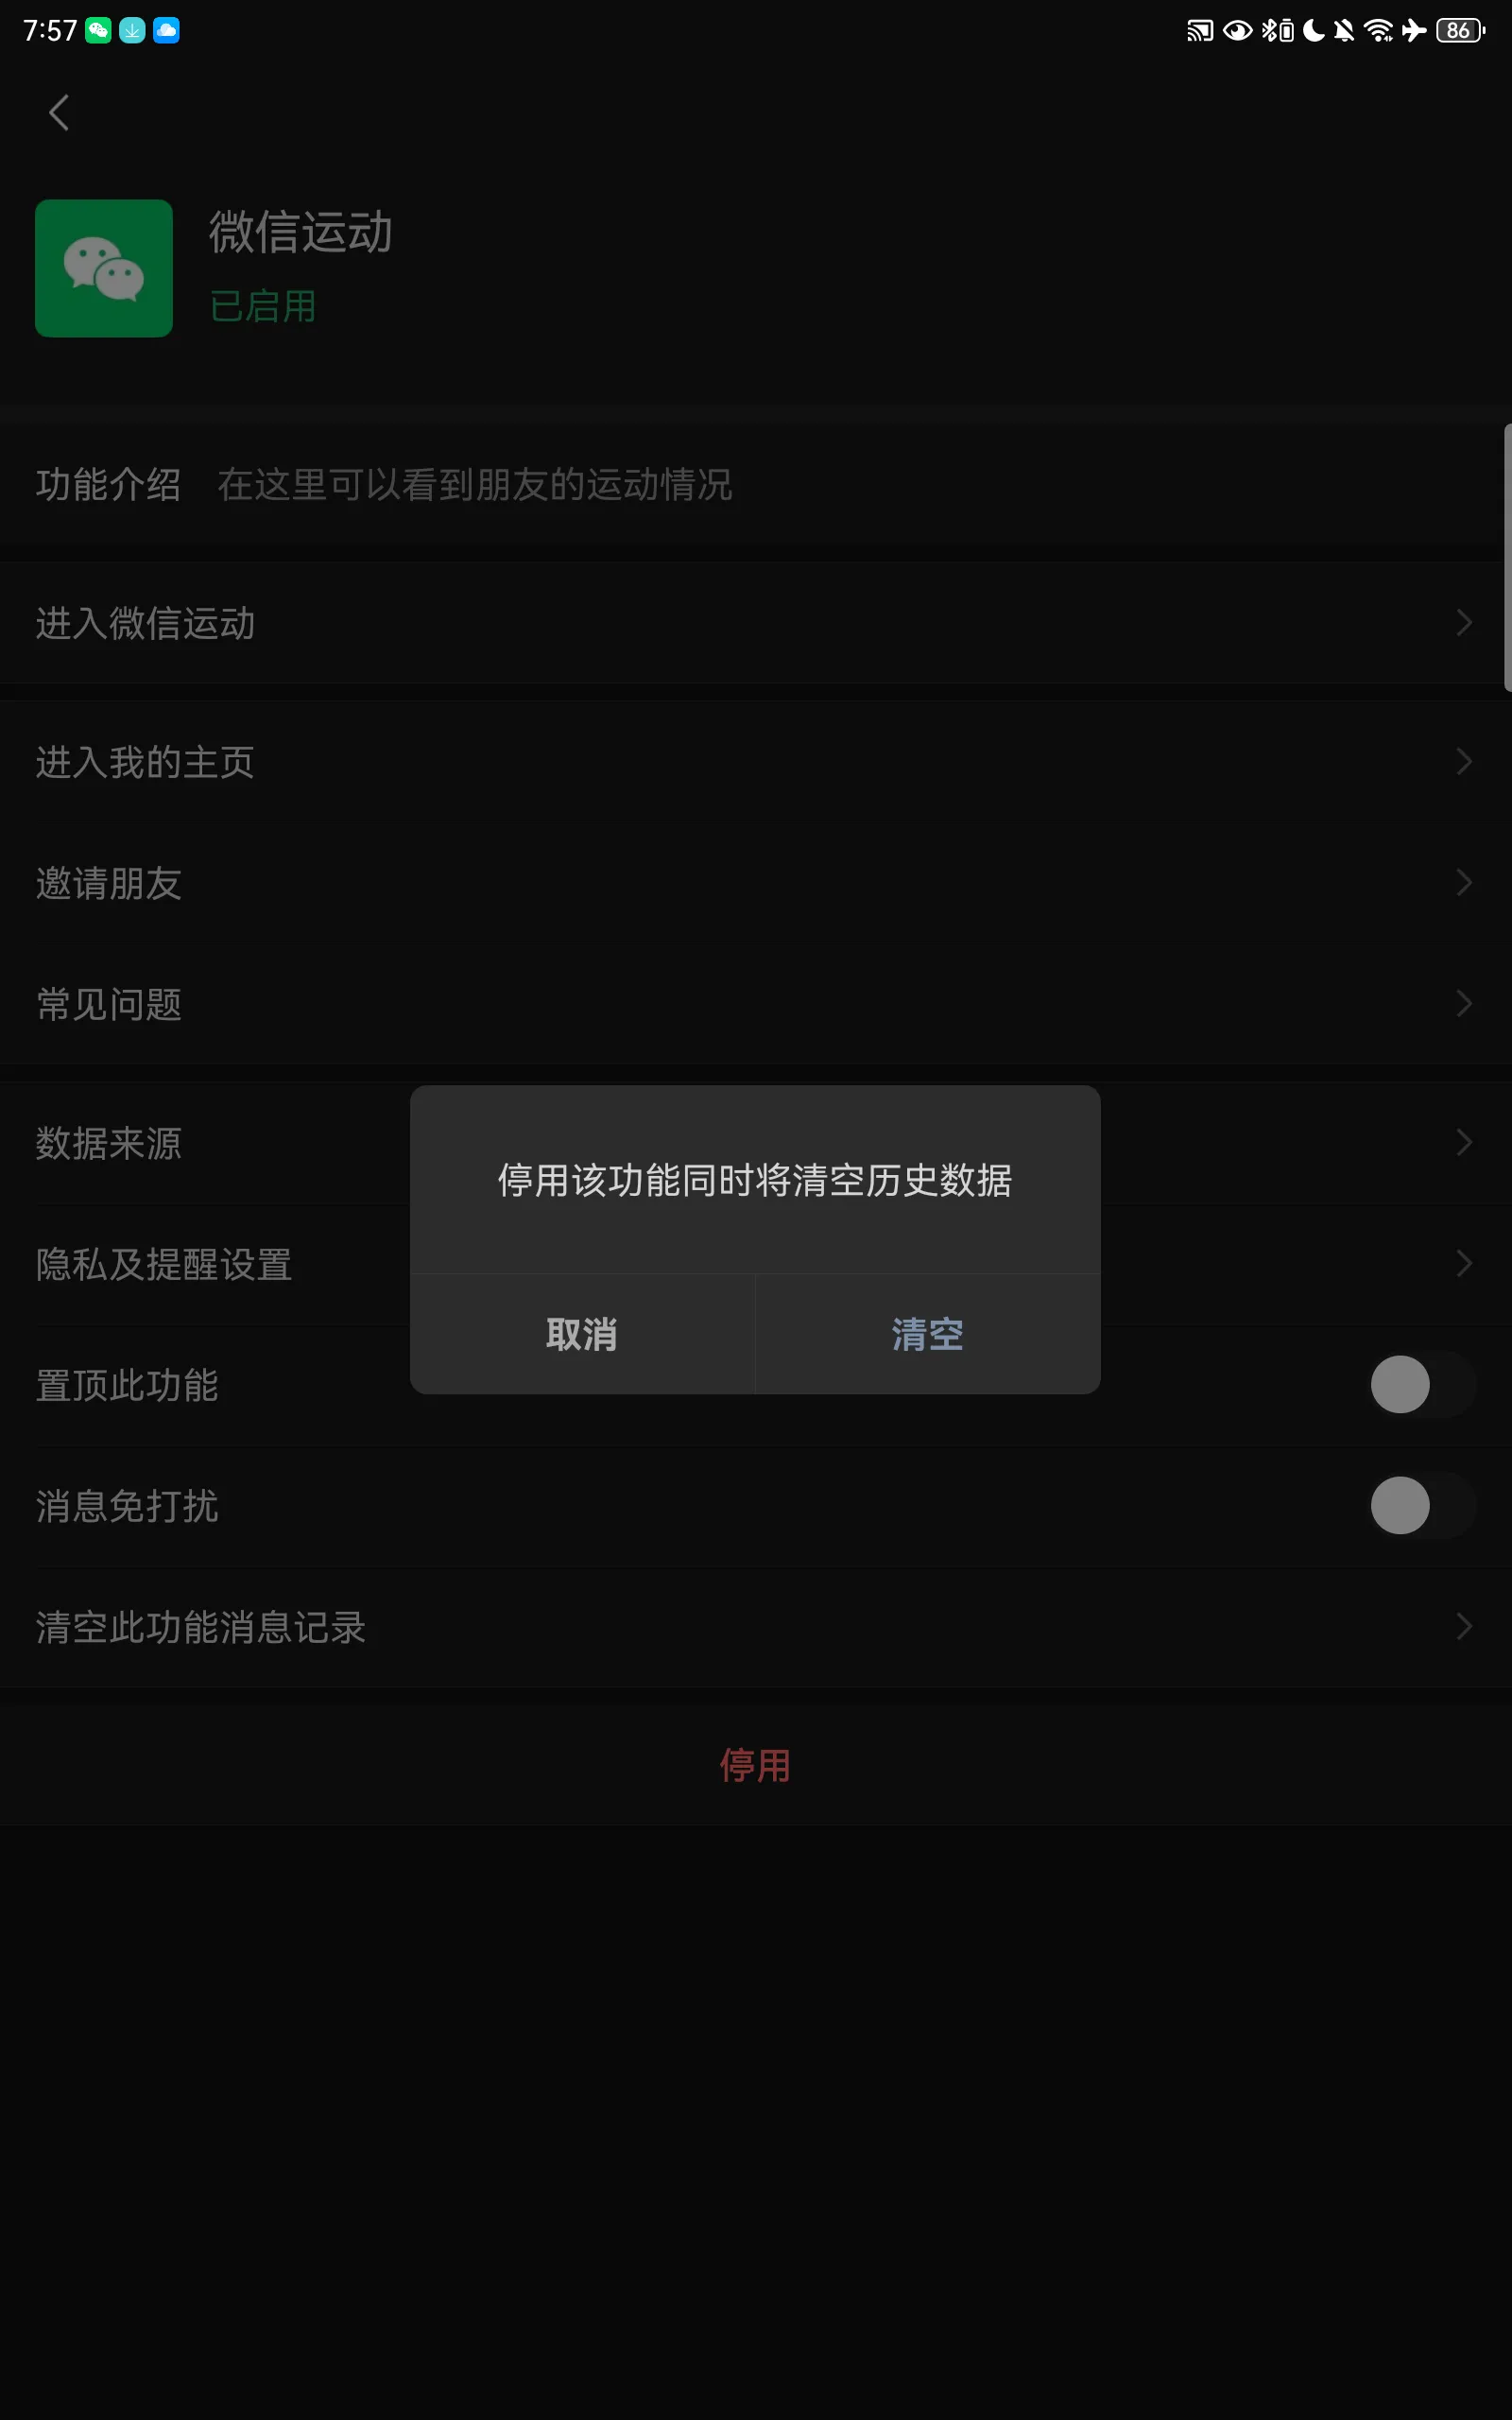 7:57
86
微信运动
已启用
功能介绍 在这里可以看到朋友的运动情况
进入微信运动
进入我的主页
邀请朋友
常见问题
数据来源
停用该功能同时将清空历史数据
隐私及提醒设置
取消 清空
置顶此功能
消息免打扰
清空此功能消息记录
停用